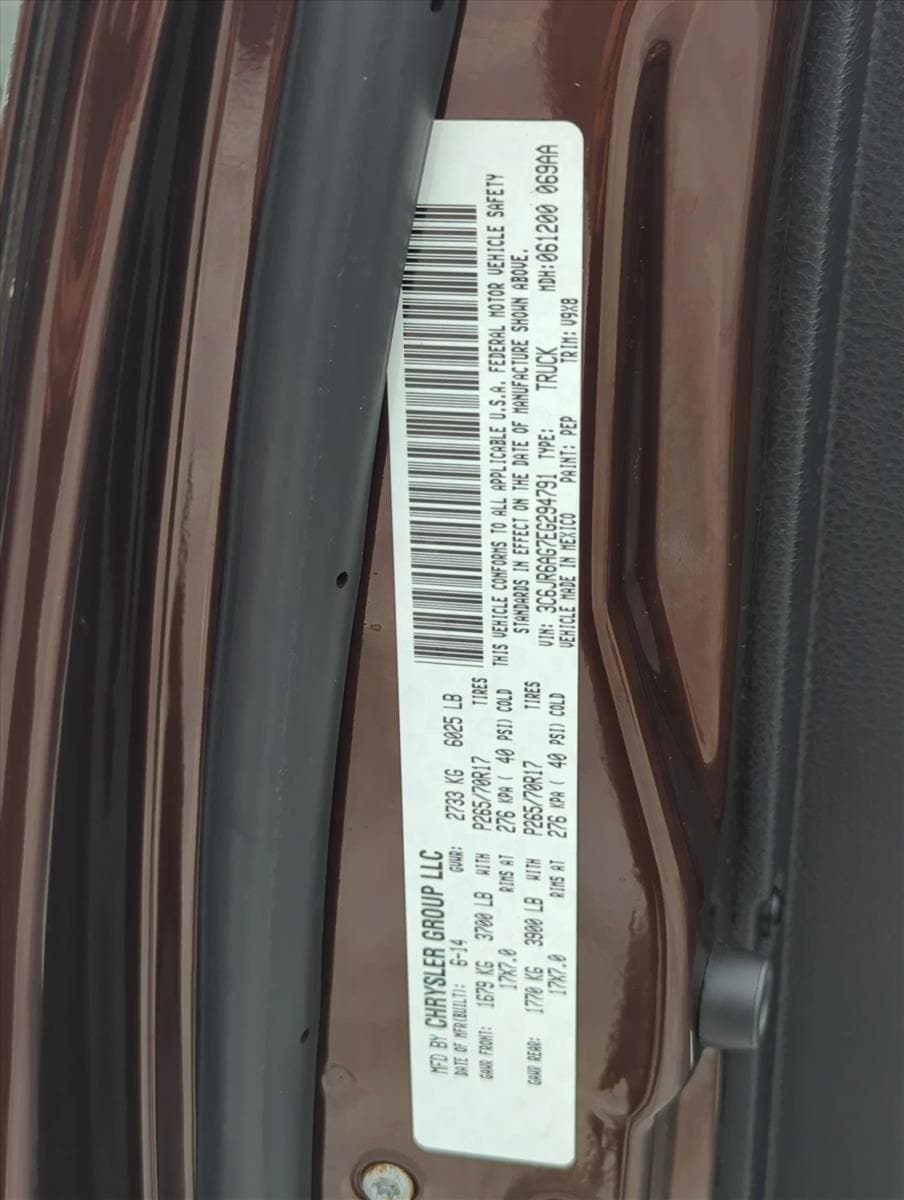 MFD BY CHRYSLER GROUP LLC
DATE OF MFR(BUILT): 6-14 GVWR: 2733 KG 6025 LB
GAWR FRONT: 1679 KG 3700 LB WITH P265/70R17 TIRES
17X7.0 RIMS AT 276 KPA ( 40 PSI) COLD
GAWR REAR: 1770 KG 3900 LB WITH P265/70R17 TIRES
17X7.0 RIMS AT 276 KPA ( 40 PSI) COLD
THIS VEHICLE CONFORMS TO ALL APPLICABLE U.S.A. FEDERAL MOTOR VEHICLE SAFETY
STANDARDS IN EFFECT ON THE DATE OF MANUFACTURE SHOWN ABOVE.
VIN: 3C6JR6AG7EG294791 TYPE: TRUCK MDH:061200 069AA
VEHICLE MADE IN MEXICO PAINT: PEP TRIM: V9X8